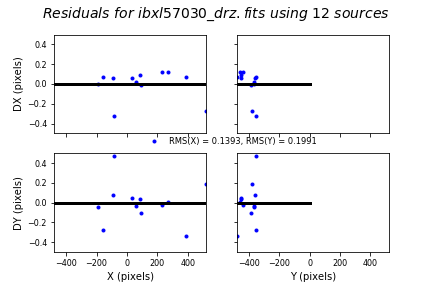 Residuals for ibxl57030_drz.fits using 12 sources
DX (pixels)
0.4
0.2
0.0
−0.2
−0.4
RMS(X) = 0.1393, RMS(Y) = 0.1991
DY (pixels)
0.4
0.2
0.0
−0.2
−0.4
−400 −200 0 200 400
−400 −200 0 200 400
X (pixels)
Y (pixels)